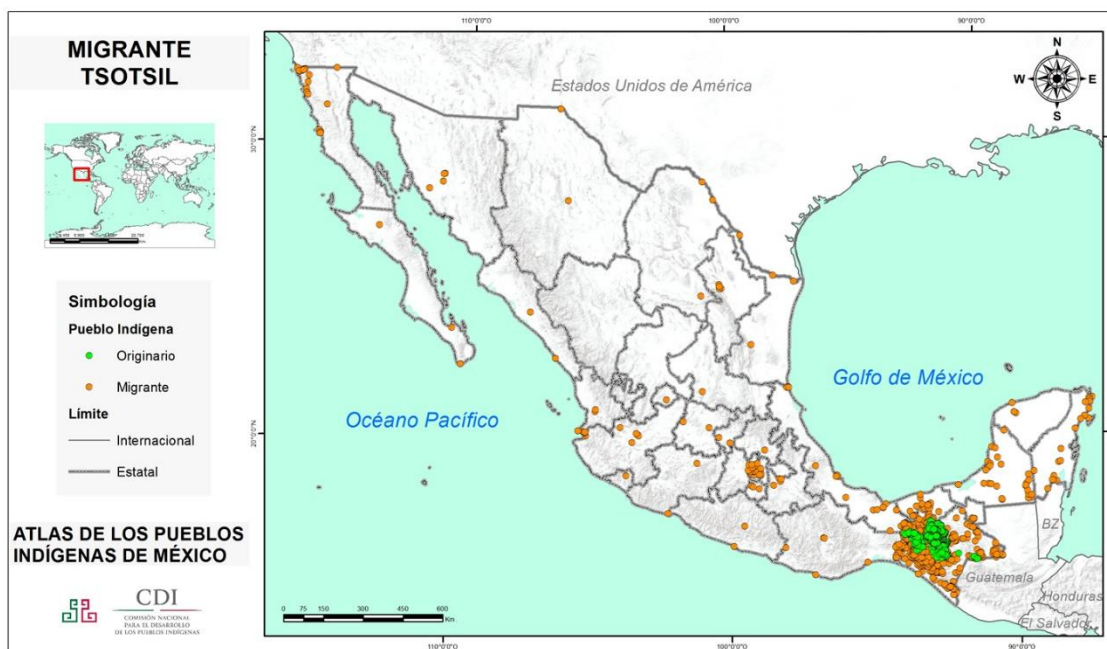 MIGRANTE
TSOTSIL
Simbología
Pueblo Indígena
Originario
Migrante
Límite
Internacional
Estatal
ATLAS DE LOS PUEBLOS
INDÍGENAS DE MÉXICO
CDI
COMISIÓN NACIONAL
PARA EL DESARROLLO
DE LOS PUEBLOS INDÍGENAS
110°0'0"O
100°0'0"O
90°0'0"O
N
W
E
S
Estados Unidos de América
30°0'0"N
Golfo de México
Océano Pacífico
20°0'0"N
BZ
Guatemala
Honduras
El Salvador
0 75 150 300 450 600
Km
110°0'0"O
100°0'0"O
90°0'0"O